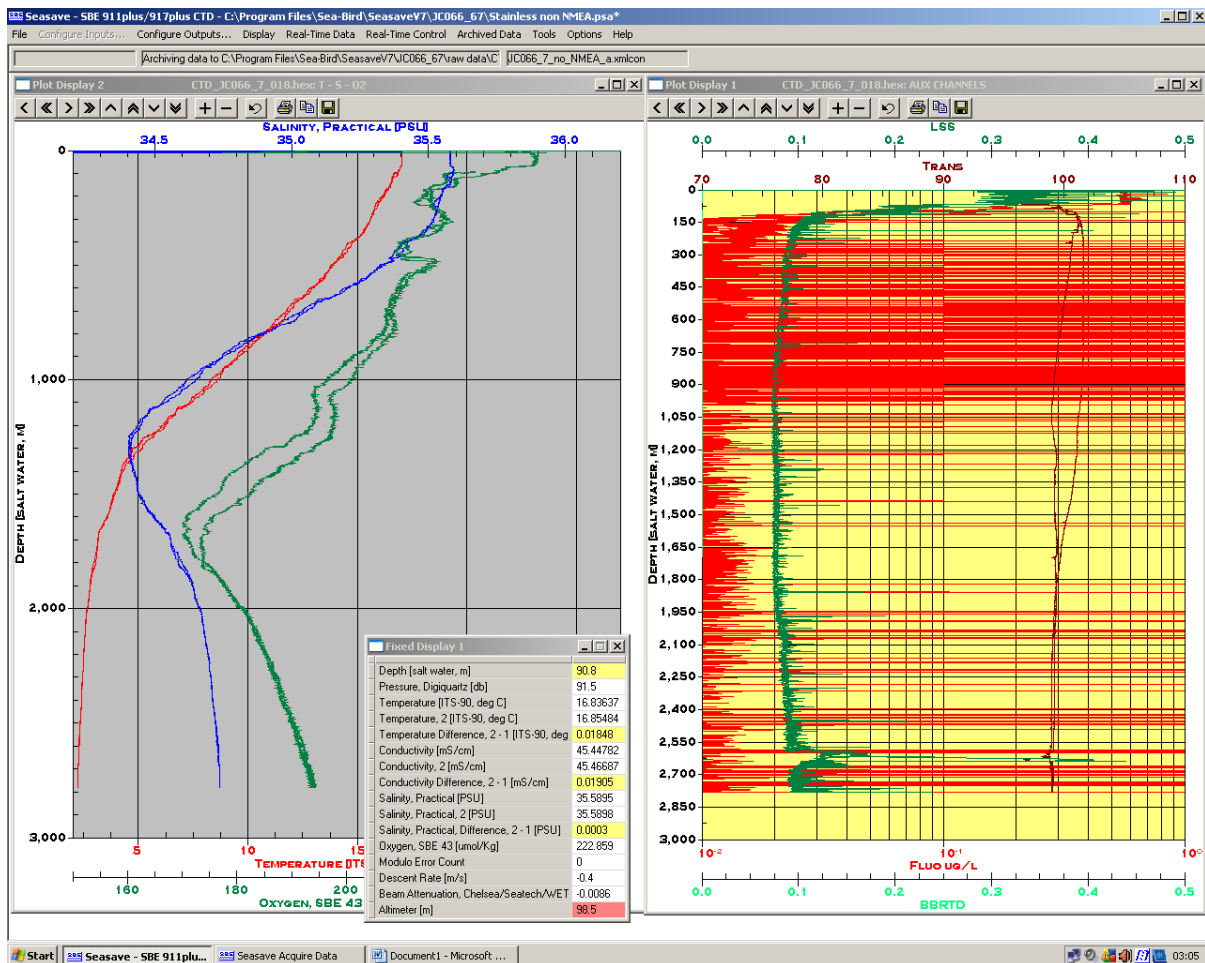 Seasave - SBE 911plus/917plus CTD - C:\Program Files\Sea-Bird\SeasaveV7\JC066_67\Stainless non NMEA.psa*
File Configure Inputs... Configure Outputs... Display Real-Time Data Real-Time Control Archived Data Tools Options Help
Archiving data to C:\Program Files\Sea-Bird\SeasaveV7\JC066_67\raw data\C JC066_7_no_NMEA_a.xmlcon
Plot Display 2 CTD_JC066_7_018.hex: T - S - O2
SALINITY, PRACTICAL [PSU]
34.5 35.0 35.5 36.0
0
1,000
2,000
3,000
DEPTH [SALT WATER, M]
5 10 15
TEMPERATURE [ITS
160 180 200
OXYGEN, SBE 43
Fixed Display 1
Depth [salt water, m] 90.8
Pressure, Digiquartz [db] 91.5
Temperature [ITS-90, deg C] 16.83637
Temperature, 2 [ITS-90, deg C] 16.85484
Temperature Difference, 2 - 1 [ITS-90, deg 0.01848
Conductivity [mS/cm] 45.44782
Conductivity, 2 [mS/cm] 45.46687
Conductivity Difference, 2 - 1 [mS/cm] 0.01905
Salinity, Practical [PSU] 35.5895
Salinity, Practical, 2 [PSU] 35.5898
Salinity, Practical, Difference, 2 - 1 [PSU] 0.0003
Oxygen, SBE 43 [umol/Kg] 222.859
Modulo Error Count 0
Descent Rate [m/s] -0.4
Beam Attenuation, Chelsea/Seatech/WET -0.0086
Altimeter [m] 98.5
Plot Display 1 CTD_JC066_7_018.hex: AUX CHANNELS
LSS
0.0 0.1 0.2 0.3 0.4 0.5
TRANS
70 80 90 100 110
0
150
300
450
600
750
900
1,050
1,200
1,350
1,500
1,650
1,800
1,950
2,100
2,250
2,400
2,550
2,700
2,850
3,000
DEPTH [SALT WATER, M]
10⁻² 10⁻¹ 10⁰
FLUO UG/L
0.0 0.1 0.2 0.3 0.4 0.5
BBRTD
Start Seasave - SBE 911plu... Seasave Acquire Data Document1 - Microsoft ... 03:05